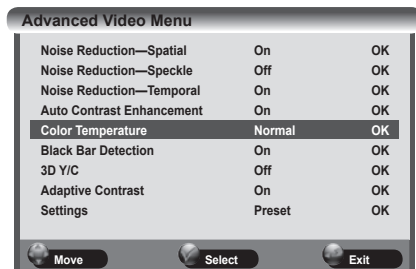 Advanced Video Menu
Noise Reduction—Spatial On OK
Noise Reduction—Speckle Off OK
Noise Reduction—Temporal On OK
Auto Contrast Enhancement On OK
Color Temperature Normal OK
Black Bar Detection On OK
3D Y/C Off OK
Adaptive Contrast On OK
Settings Preset OK
Move Select Exit